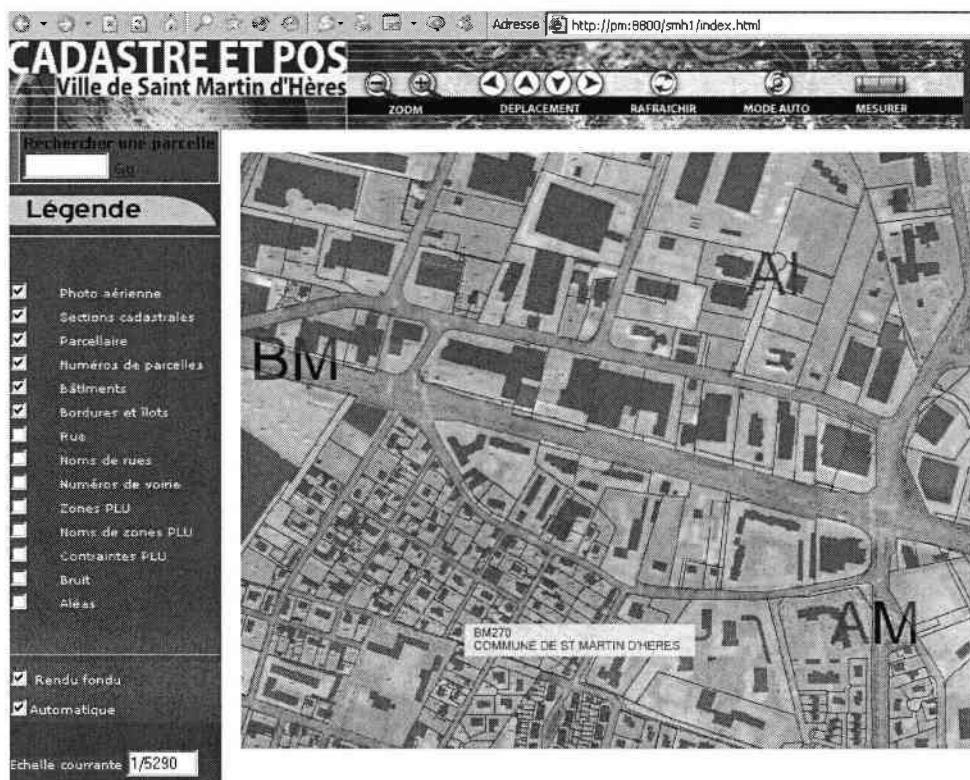 Adresse http://pm:8800/smh1/index.html
CADASTRE ET POS
Ville de Saint Martin d'Hères
ZOOM DEPLACEMENT RAFRAICHIR MODE AUTO MESURER
Rechercher une parcelle
Go
Légende
Photo aérienne
Sections cadastrales
Parcellaire
Numéros de parcelles
Bâtiments
Bordures et îlots
Rue
Noms de rues
Numéros de voirie
Zones PLU
Noms de zones PLU
Contraintes PLU
Bruit
Aléas
Rendu fondu
Automatique
Echelle courrante 1/5290
AI
BM
AM
BM270
COMMUNE DE ST MARTIN D'HERES